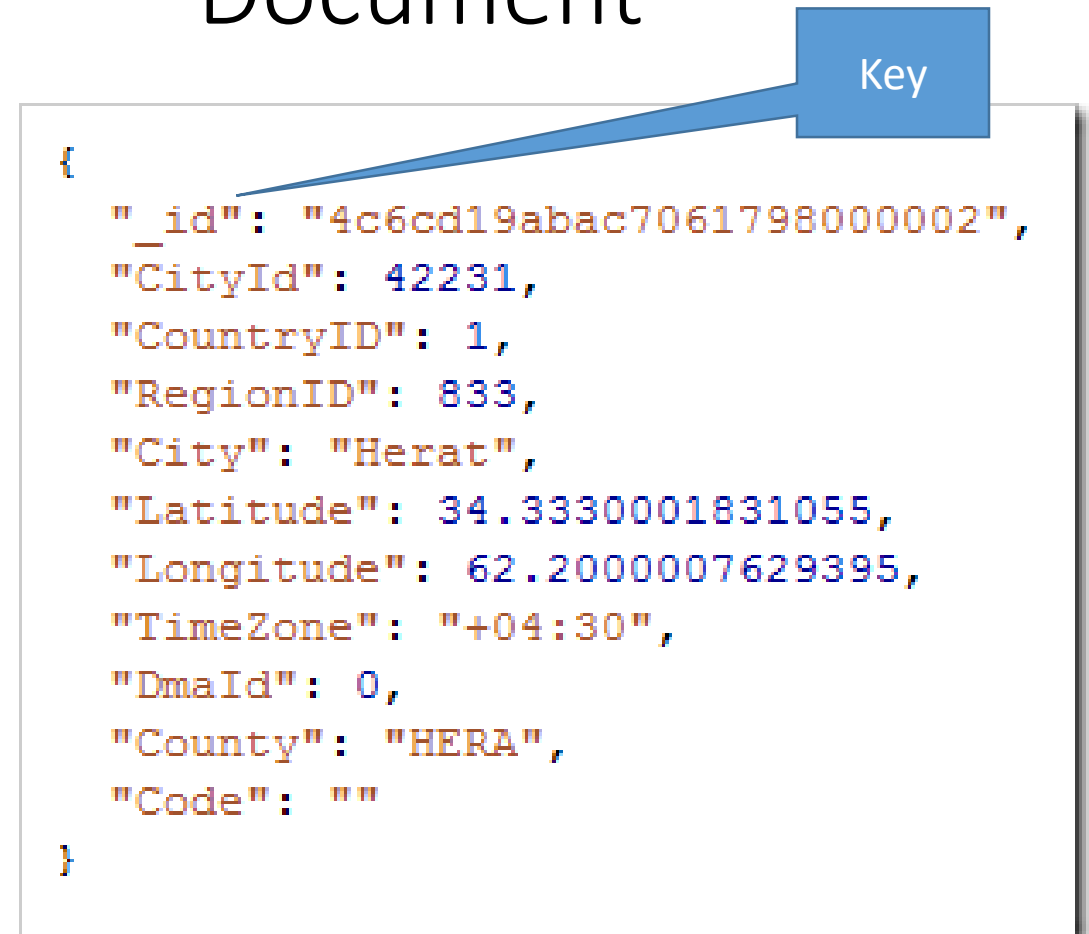 Document
Key
{
"_id": "4c6cd19abac7061798000002",
"CityId": 42231,
"CountryID": 1,
"RegionID": 833,
"City": "Herat",
"Latitude": 34.3330001831055,
"Longitude": 62.2000007629395,
"TimeZone": "+04:30",
"DmaId": 0,
"County": "HERA",
"Code": ""
}